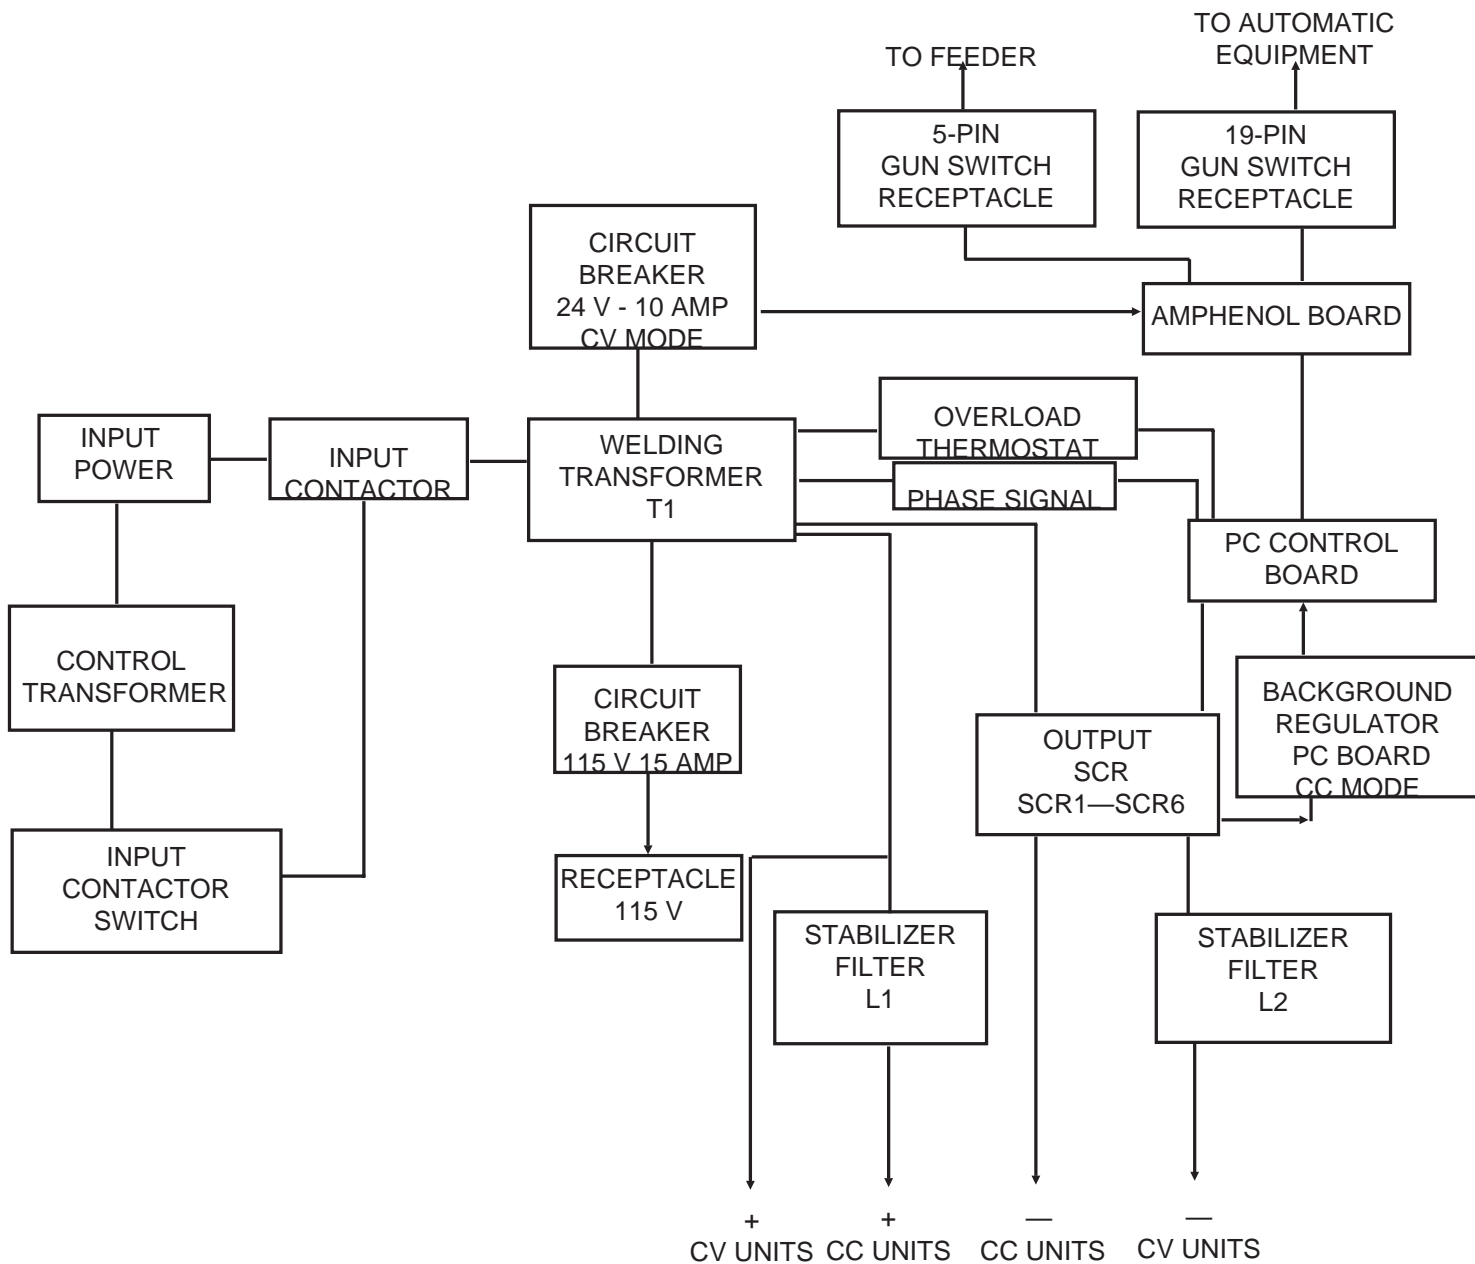 TO FEEDER
TO AUTOMATIC
EQUIPMENT
5-PIN
GUN SWITCH
RECEPTACLE
19-PIN
GUN SWITCH
RECEPTACLE
CIRCUIT
BREAKER
24 V - 10 AMP
CV MODE
AMPHENOL BOARD
INPUT
POWER
INPUT
CONTACTOR
WELDING
TRANSFORMER
T1
OVERLOAD
THERMOSTAT
PHASE SIGNAL
PC CONTROL
BOARD
CONTROL
TRANSFORMER
CIRCUIT
BREAKER
115 V 15 AMP
OUTPUT
SCR
SCR1—SCR6
BACKGROUND
REGULATOR
PC BOARD
CC MODE
INPUT
CONTACTOR
SWITCH
RECEPTACLE
115 V
STABILIZER
FILTER
L1
STABILIZER
FILTER
L2
+
CV UNITS
+
CC UNITS
—
CC UNITS
—
CV UNITS